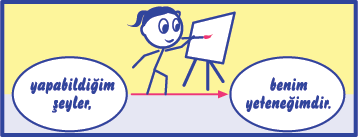 yapabildiğim
şeyler,
benim
yeteneğimdir.